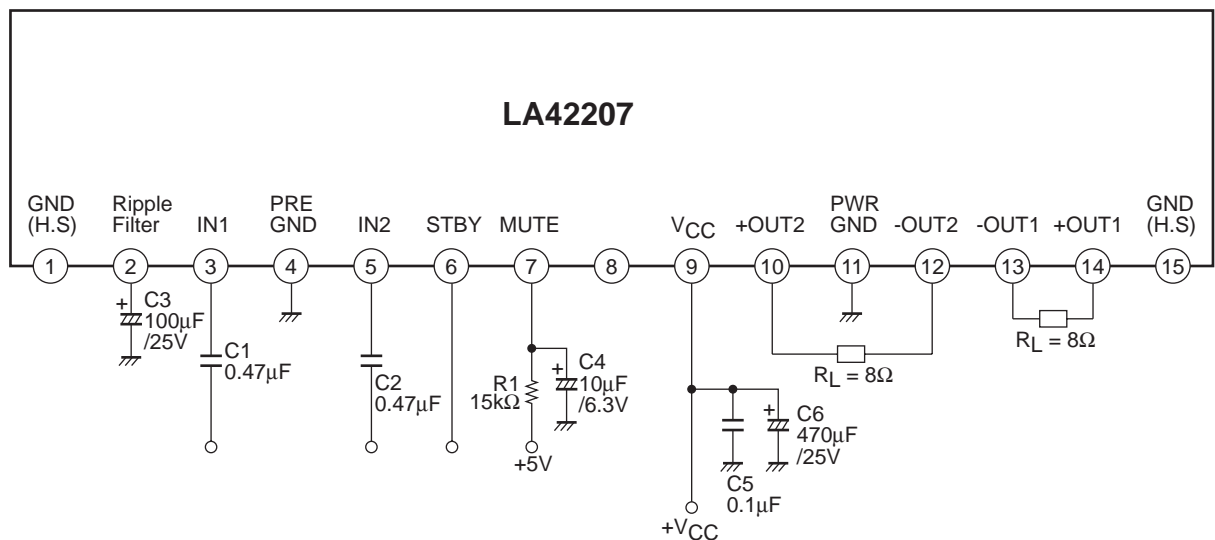 LA42207
GND
(H.S)
Ripple
Filter
IN1
PRE
GND
IN2
STBY
MUTE
VCC
+OUT2
PWR
GND
-OUT2
-OUT1
+OUT1
GND
(H.S)
1 2 3 4 5 6 7 8 9 10 11 12 13 14 15
+ C3
100μF
/25V
C1
0.47μF
C2
0.47μF
R1
15kΩ
+5V
+ C4
10μF
/6.3V
C5
0.1μF
+ C6
470μF
/25V
+VCC
RL = 8Ω
RL = 8Ω